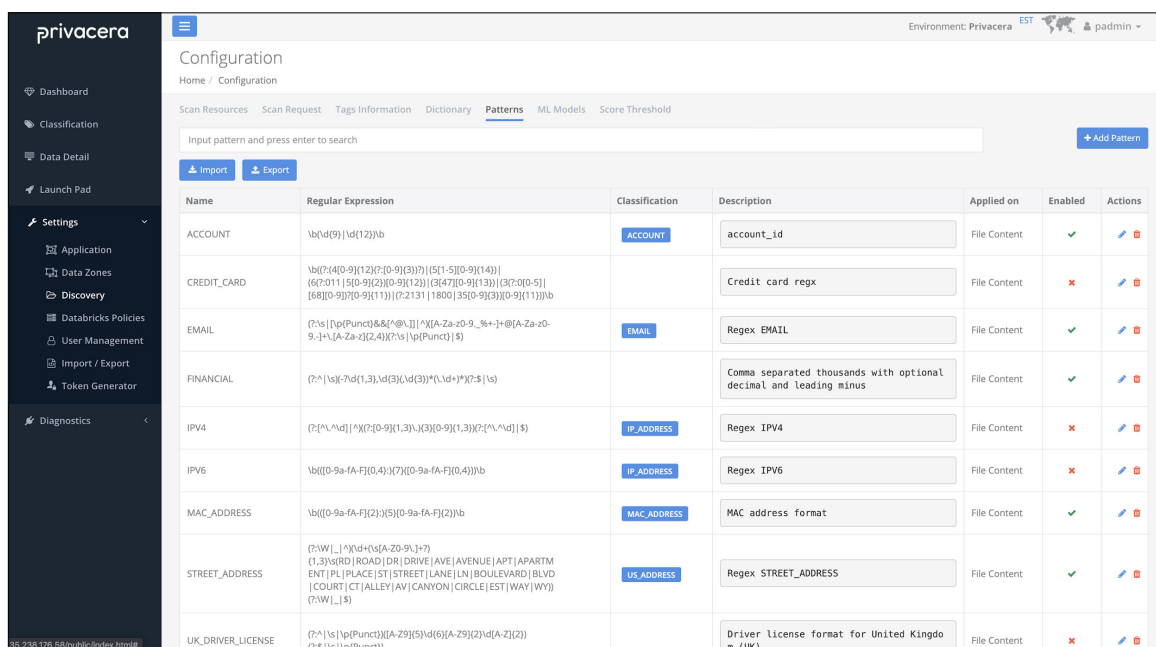 privacera
Environment: Privacera EST padmin
Configuration
Home / Configuration
Dashboard
Classification
Data Detail
Launch Pad
Settings
Application
Data Zones
Discovery
Databricks Policies
User Management
Import / Export
Token Generator
Diagnostics
Scan Resources Scan Request Tags Information Dictionary Patterns ML Models Score Threshold
Input pattern and press enter to search
+ Add Pattern
Import Export
Name Regular Expression Classification Description Applied on Enabled Actions
ACCOUNT \b(\d{9}|\d{12})\b ACCOUNT account_id File Content
\b((?:(4[0-9]{12}(?:[0-9]{3})?)|(5[1-5][0-9]{14})|
(6(?:011|5[0-9]{2})[0-9]{12})|(3[47][0-9]{13})|(3(?:0[0-5]|
[68][0-9])?[0-9]{11})|(?:2131|1800|35[0-9]{3})[0-9]{11}))\b
CREDIT_CARD Credit card regx File Content
(?:\s|[\p{Punct}&&[^@\.]]|^)([A-Za-z0-9._%+-]+@[A-Za-z0-
9.-]+\.[A-Za-z]{2,4})(?:\s|\p{Punct}|$)
EMAIL EMAIL Regex EMAIL File Content
FINANCIAL (?:^|\s)(-?\d{1,3},\d{3}(,\d{3})*(\.\d+)*)(?:$|\s)
Comma separated thousands with optional
decimal and leading minus
File Content
IPV4 (?:[^\.^\d]|^)((?:[0-9]{1,3}\.){3}[0-9]{1,3})(?:[^\.^\d]|$) IP_ADDRESS Regex IPV4 File Content
IPV6 \b(([0-9a-fA-F]{0,4}:){7}([0-9a-fA-F]{0,4}))\b IP_ADDRESS Regex IPV6 File Content
MAC_ADDRESS \b(([0-9a-fA-F]{2}:){5}[0-9a-fA-F]{2})\b MAC_ADDRESS MAC address format File Content
(?:\W|_|^)(\d+(\s[A-Z0-9\.]+?)
{1,3}\s(RD|ROAD|DR|DRIVE|AVE|AVENUE|APT|APARTM
ENT|PL|PLACE|ST|STREET|LANE|LN|BOULEVARD|BLVD
|COURT|CT|ALLEY|AV|CANYON|CIRCLE|EST|WAY|WY))
(?:\W|_|$)
STREET_ADDRESS US_ADDRESS Regex STREET_ADDRESS File Content
UK_DRIVER_LICENSE (?:^|\s|\p{Punct})([A-Z9]{5}\d{6}[A-Z9]{2}\d[A-Z]{2})
Driver license format for United Kingdo
m (UK)
File Content
35.238.176.58/public/index.html#